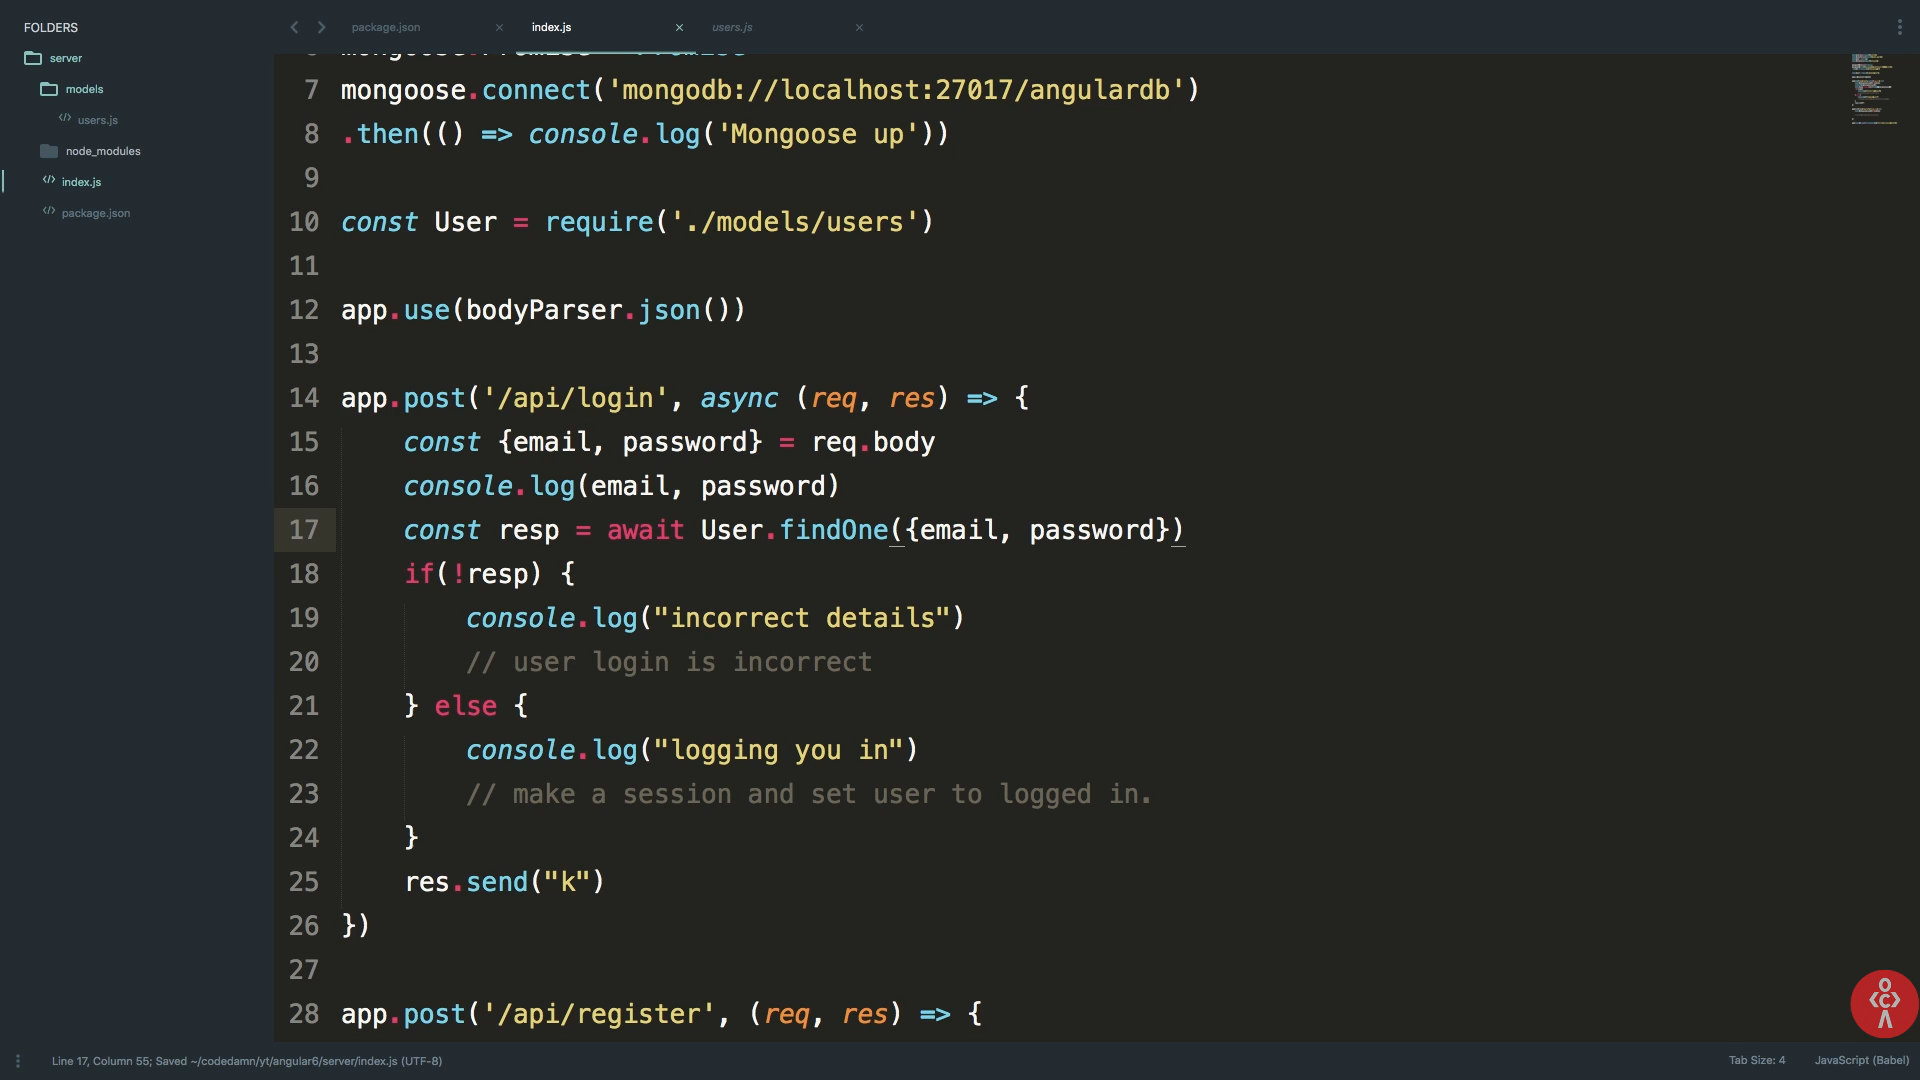 FOLDERS
server
models
users.js
node_modules
index.js
package.json
package.json
index.js
users.js
7 mongoose.connect('mongodb://localhost:27017/angulardb')
8 .then(() => console.log('Mongoose up'))
9
10 const User = require('./models/users')
11
12 app.use(bodyParser.json())
13
14 app.post('/api/login', async (req, res) => {
15 const {email, password} = req.body
16 console.log(email, password)
17 const resp = await User.findOne({email, password})
18 if(!resp) {
19 console.log("incorrect details")
20 // user login is incorrect
21 } else {
22 console.log("logging you in")
23 // make a session and set user to logged in.
24 }
25 res.send("k")
26 })
27
28 app.post('/api/register', (req, res) => {
Line 17, Column 55; Saved ~/codedamn/yt/angular6/server/index.js (UTF-8)
Tab Size: 4
JavaScript (Babel)